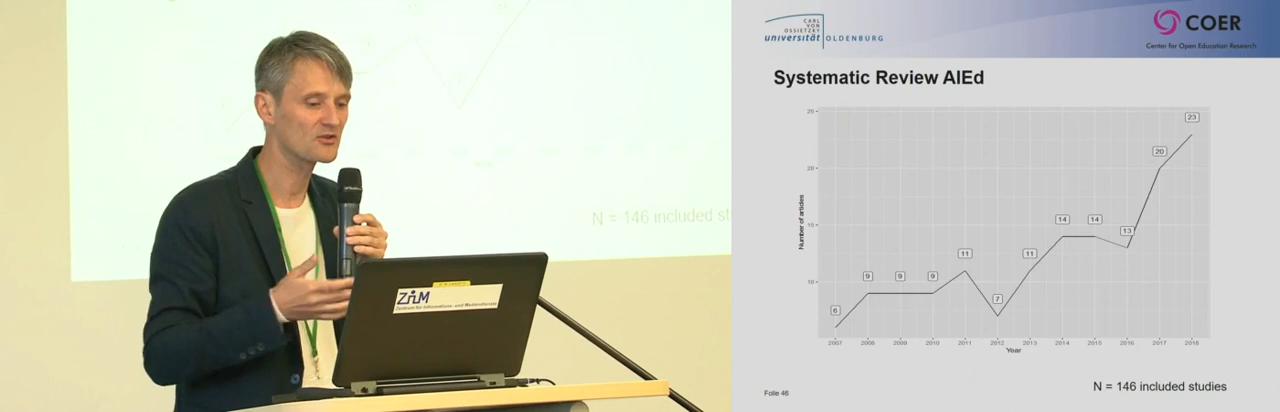 N = 146 included st
ZIM
Zentrum für Informations- und Mediendienste
CARL
VON
OSSIETZKY
universität OLDENBURG
COER
Center for Open Education Research
Systematic Review AIEd
Number of articles
25
20
15
10
6
9
9
9
11
7
11
14
14
13
20
23
2007
2008
2009
2010
2011
2012
2013
2014
2015
2016
2017
2018
Year
N = 146 included studies
Folie 46